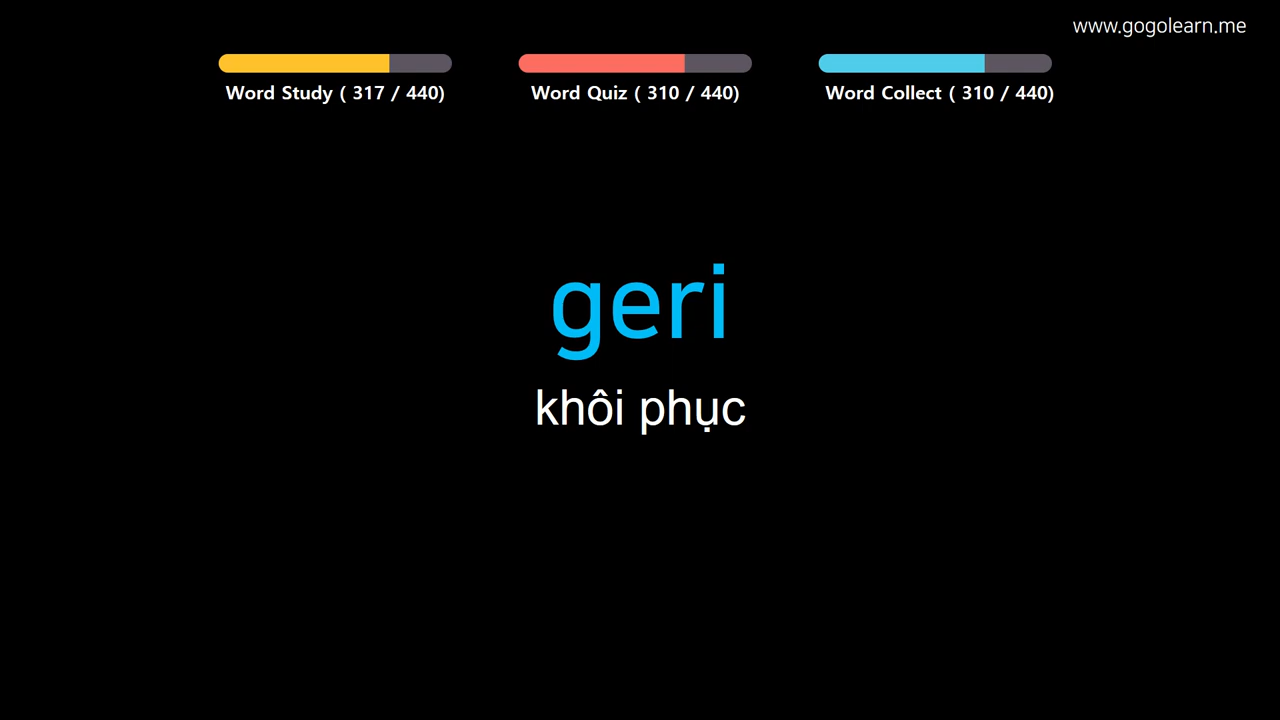 www.gogolearn.me
Word Study ( 317 / 440)
Word Quiz ( 310 / 440)
Word Collect ( 310 / 440)
geri
khôi phục